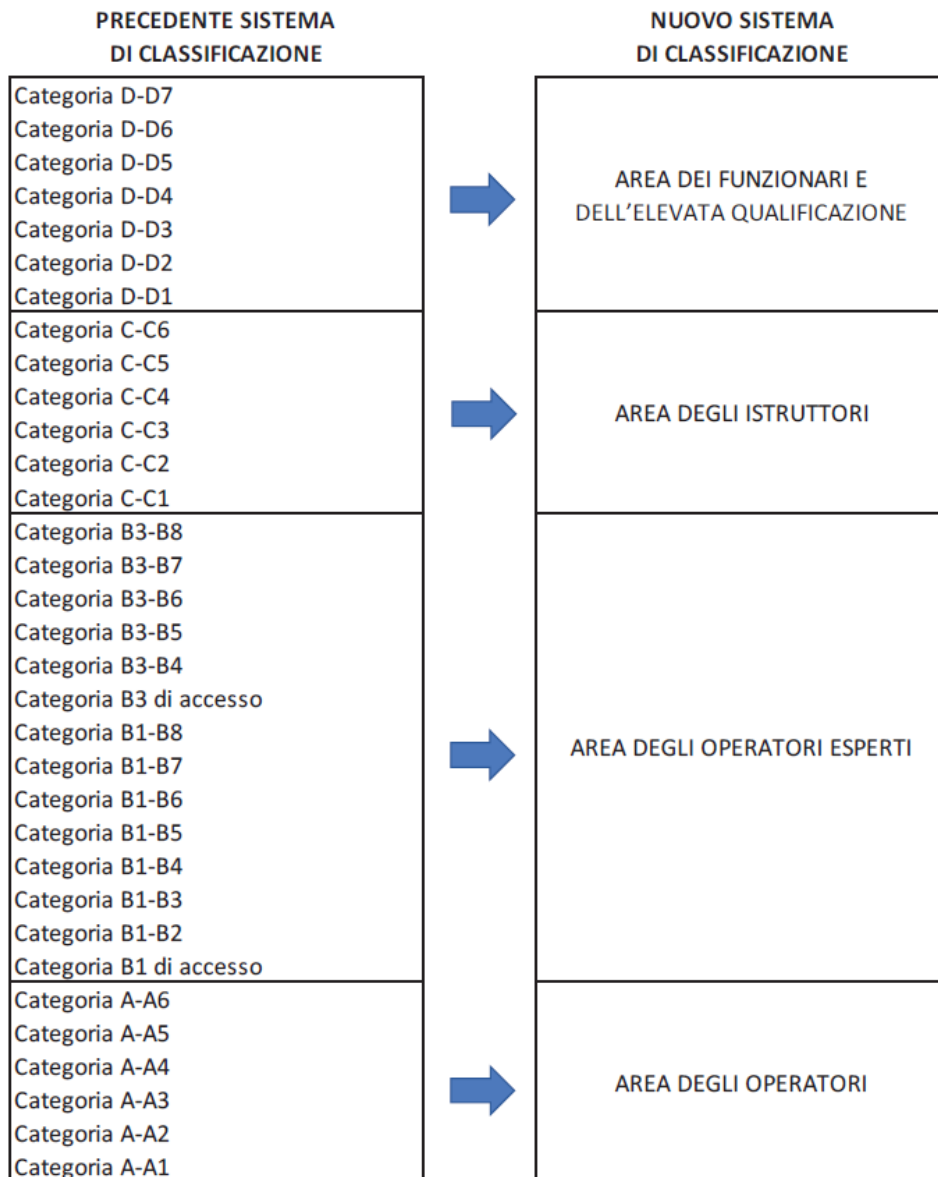 PRECEDENTE SISTEMA
DI CLASSIFICAZIONE
NUOVO SISTEMA
DI CLASSIFICAZIONE
Categoria D-D7
Categoria D-D6
Categoria D-D5
Categoria D-D4
Categoria D-D3
Categoria D-D2
Categoria D-D1
AREA DEI FUNZIONARI E
DELL'ELEVATA QUALIFICAZIONE
Categoria C-C6
Categoria C-C5
Categoria C-C4
Categoria C-C3
Categoria C-C2
Categoria C-C1
AREA DEGLI ISTRUTTORI
Categoria B3-B8
Categoria B3-B7
Categoria B3-B6
Categoria B3-B5
Categoria B3-B4
Categoria B3 di accesso
Categoria B1-B8
Categoria B1-B7
Categoria B1-B6
Categoria B1-B5
Categoria B1-B4
Categoria B1-B3
Categoria B1-B2
Categoria B1 di accesso
AREA DEGLI OPERATORI ESPERTI
Categoria A-A6
Categoria A-A5
Categoria A-A4
Categoria A-A3
Categoria A-A2
Categoria A-A1
AREA DEGLI OPERATORI